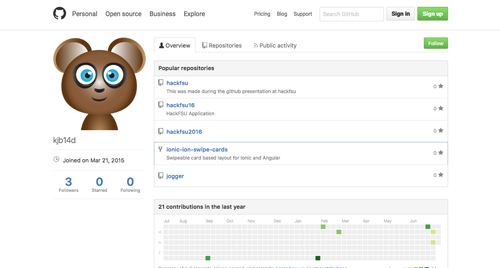 Personal Open source Business Explore
Pricing Blog Support Search GitHub Sign in Sign up
Overview Repositories Public activity
Follow
Popular repositories
hackfsu
This was made during the github presentation at hackfsu
0
hackfsu16
HackFSU Application
0
hackfsu2016
0
ionic-ion-swipe-cards
Swipeable card based layout for Ionic and Angular
0
jogger
0
kjb14d
Joined on Mar 21, 2015
3 0 0
Followers Starred Following
21 contributions in the last year
Jul Aug Sep Oct Nov Dec Jan Feb Mar Apr May Jun
M
W
F